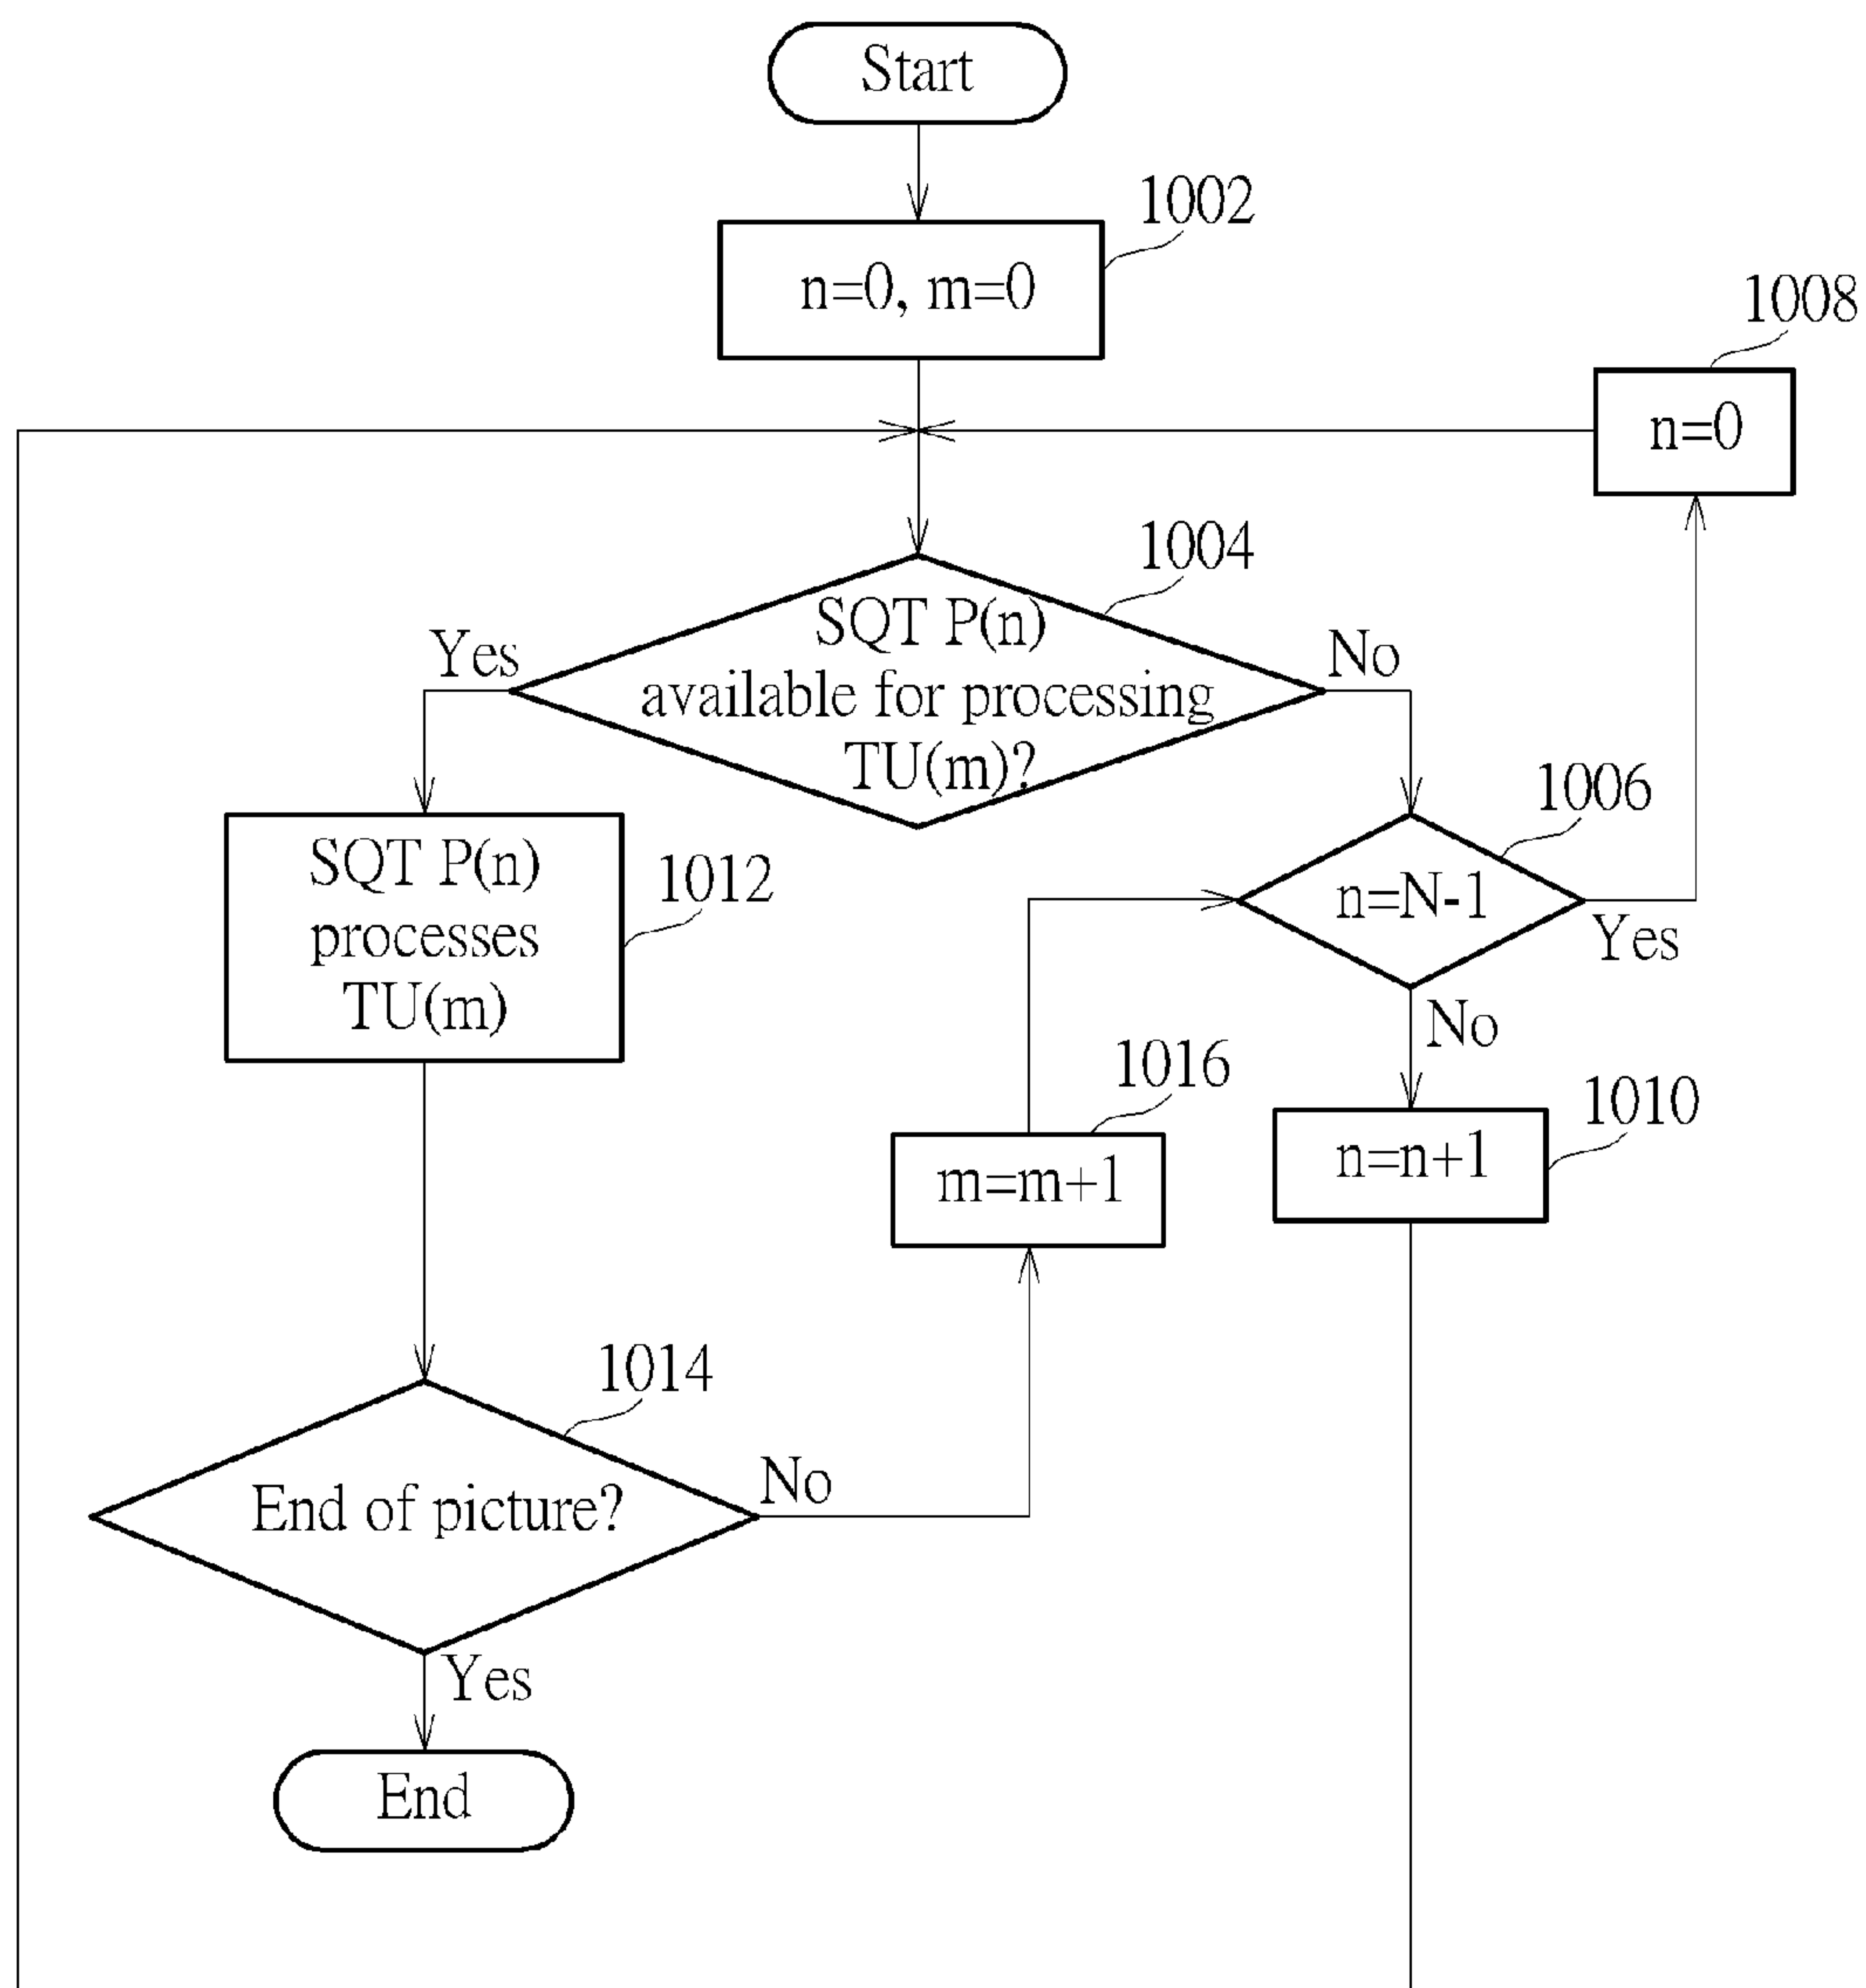 Start
1002
n=0, m=0
1008
n=0
1004
SQT P(n)
available for processing
TU(m)?
Yes
No
1006
n=N-1
Yes
No
SQT P(n)
processes
TU(m)
1012
1016
m=m+1
1010
n=n+1
1014
End of picture?
No
Yes
End